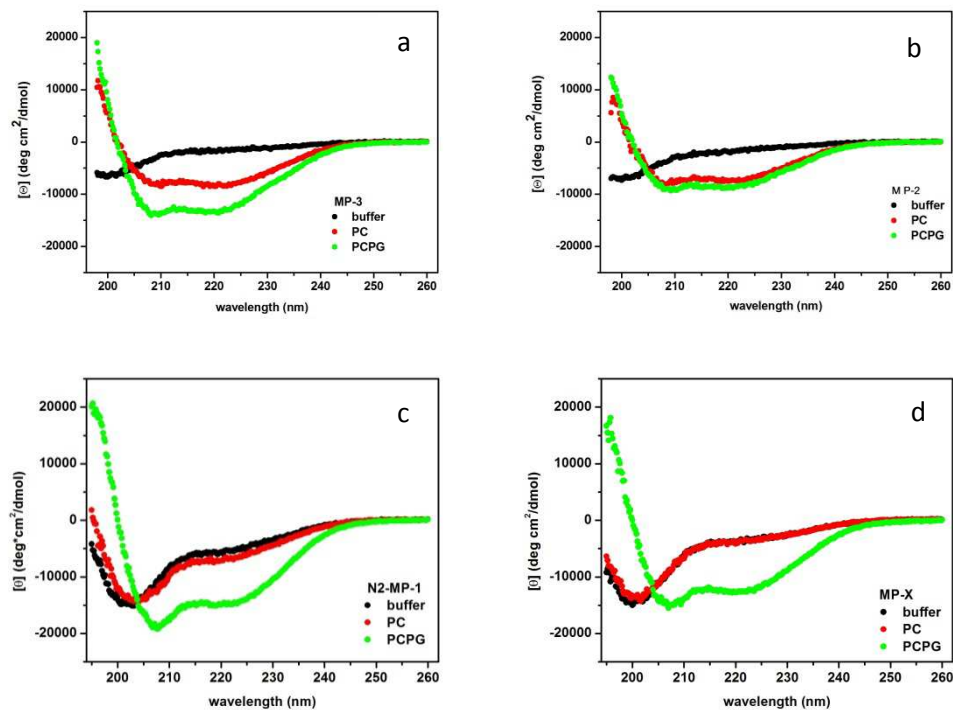 a
20000
10000
0
-10000
-20000
[Θ] (deg cm²/dmol)
MP-3
buffer
PC
PCPG
200 210 220 230 240 250 260
wavelength (nm)
b
20000
10000
0
-10000
-20000
[Θ] (deg cm²/dmol)
M P-2
buffer
PC
PCPG
200 210 220 230 240 250 260
wavelength (nm)
c
20000
10000
0
-10000
-20000
[Θ] (deg*cm²/dmol)
N2-MP-1
buffer
PC
PCPG
200 210 220 230 240 250 260
wavelength (nm)
d
20000
10000
0
-10000
-20000
[Θ] (deg cm²/dmol)
MP-X
buffer
PC
PCPG
200 210 220 230 240 250 260
wavelength (nm)